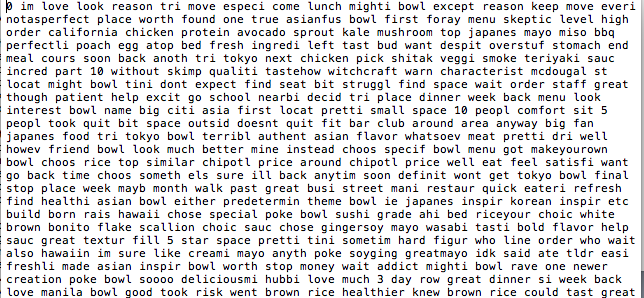 0 im love look reason tri move especi come lunch mighti bowl except reason keep move everi
notasperfect place worth found one true asianfus bowl first foray menu skeptic level high
order california chicken protein avocado sprout kale mushroom top japanes mayo miso bbq
perfectli poach egg atop bed fresh ingredi left tast bud want despit overstuf stomach end
meal cours soon back anoth tri tokyo next chicken pick shitak veggi smoke teriyaki sauc
incred part 10 without skimp qualiti tastehow witchcraft warn characterist mcdougal st
locat might bowl tini dont expect find seat bit struggl find space wait order staff great
though patient help excit go school nearbi decid tri place dinner week back menu look
interest bowl name big citi asia first locat pretti small space 10 peopl comfort sit 5
peopl took quit bit space outsid doesnt quit fit bar club around area anyway big fan
japanes food tri tokyo bowl terribl authent asian flavor whatsoev meat pretti dri well
howev friend bowl look much better mine instead choos specif bowl menu got makeyourown
bowl choos rice top similar chipotl price around chipotl price well eat feel satisfi want
go back time choos someth els sure ill back anytim soon definit wont get tokyo bowl final
stop place week mayb month walk past great busi street mani restaur quick eateri refresh
find healthi asian bowl either predetermin theme bowl ie japanes inspir korean inspir etc
build born rais hawaii chose special poke bowl sushi grade ahi bed riceyour choic white
brown bonito flake scallion choic sauc chose gingersoy mayo wasabi tasti bold flavor help
sauc great textur fill 5 star space pretti tini sometim hard figur who line order who wait
also hawaiin im sure like creami mayo anyth poke soyging greatmayo idk said ate tldr easi
freshli made asian inspir bowl worth stop money wait addict mighti bowl rave one newer
creation poke bowl soooo deliciousmi hubbi love much 3 day row great dinner si week back
love manila bowl good took risk went brown rice healthier knew brown rice could tast great